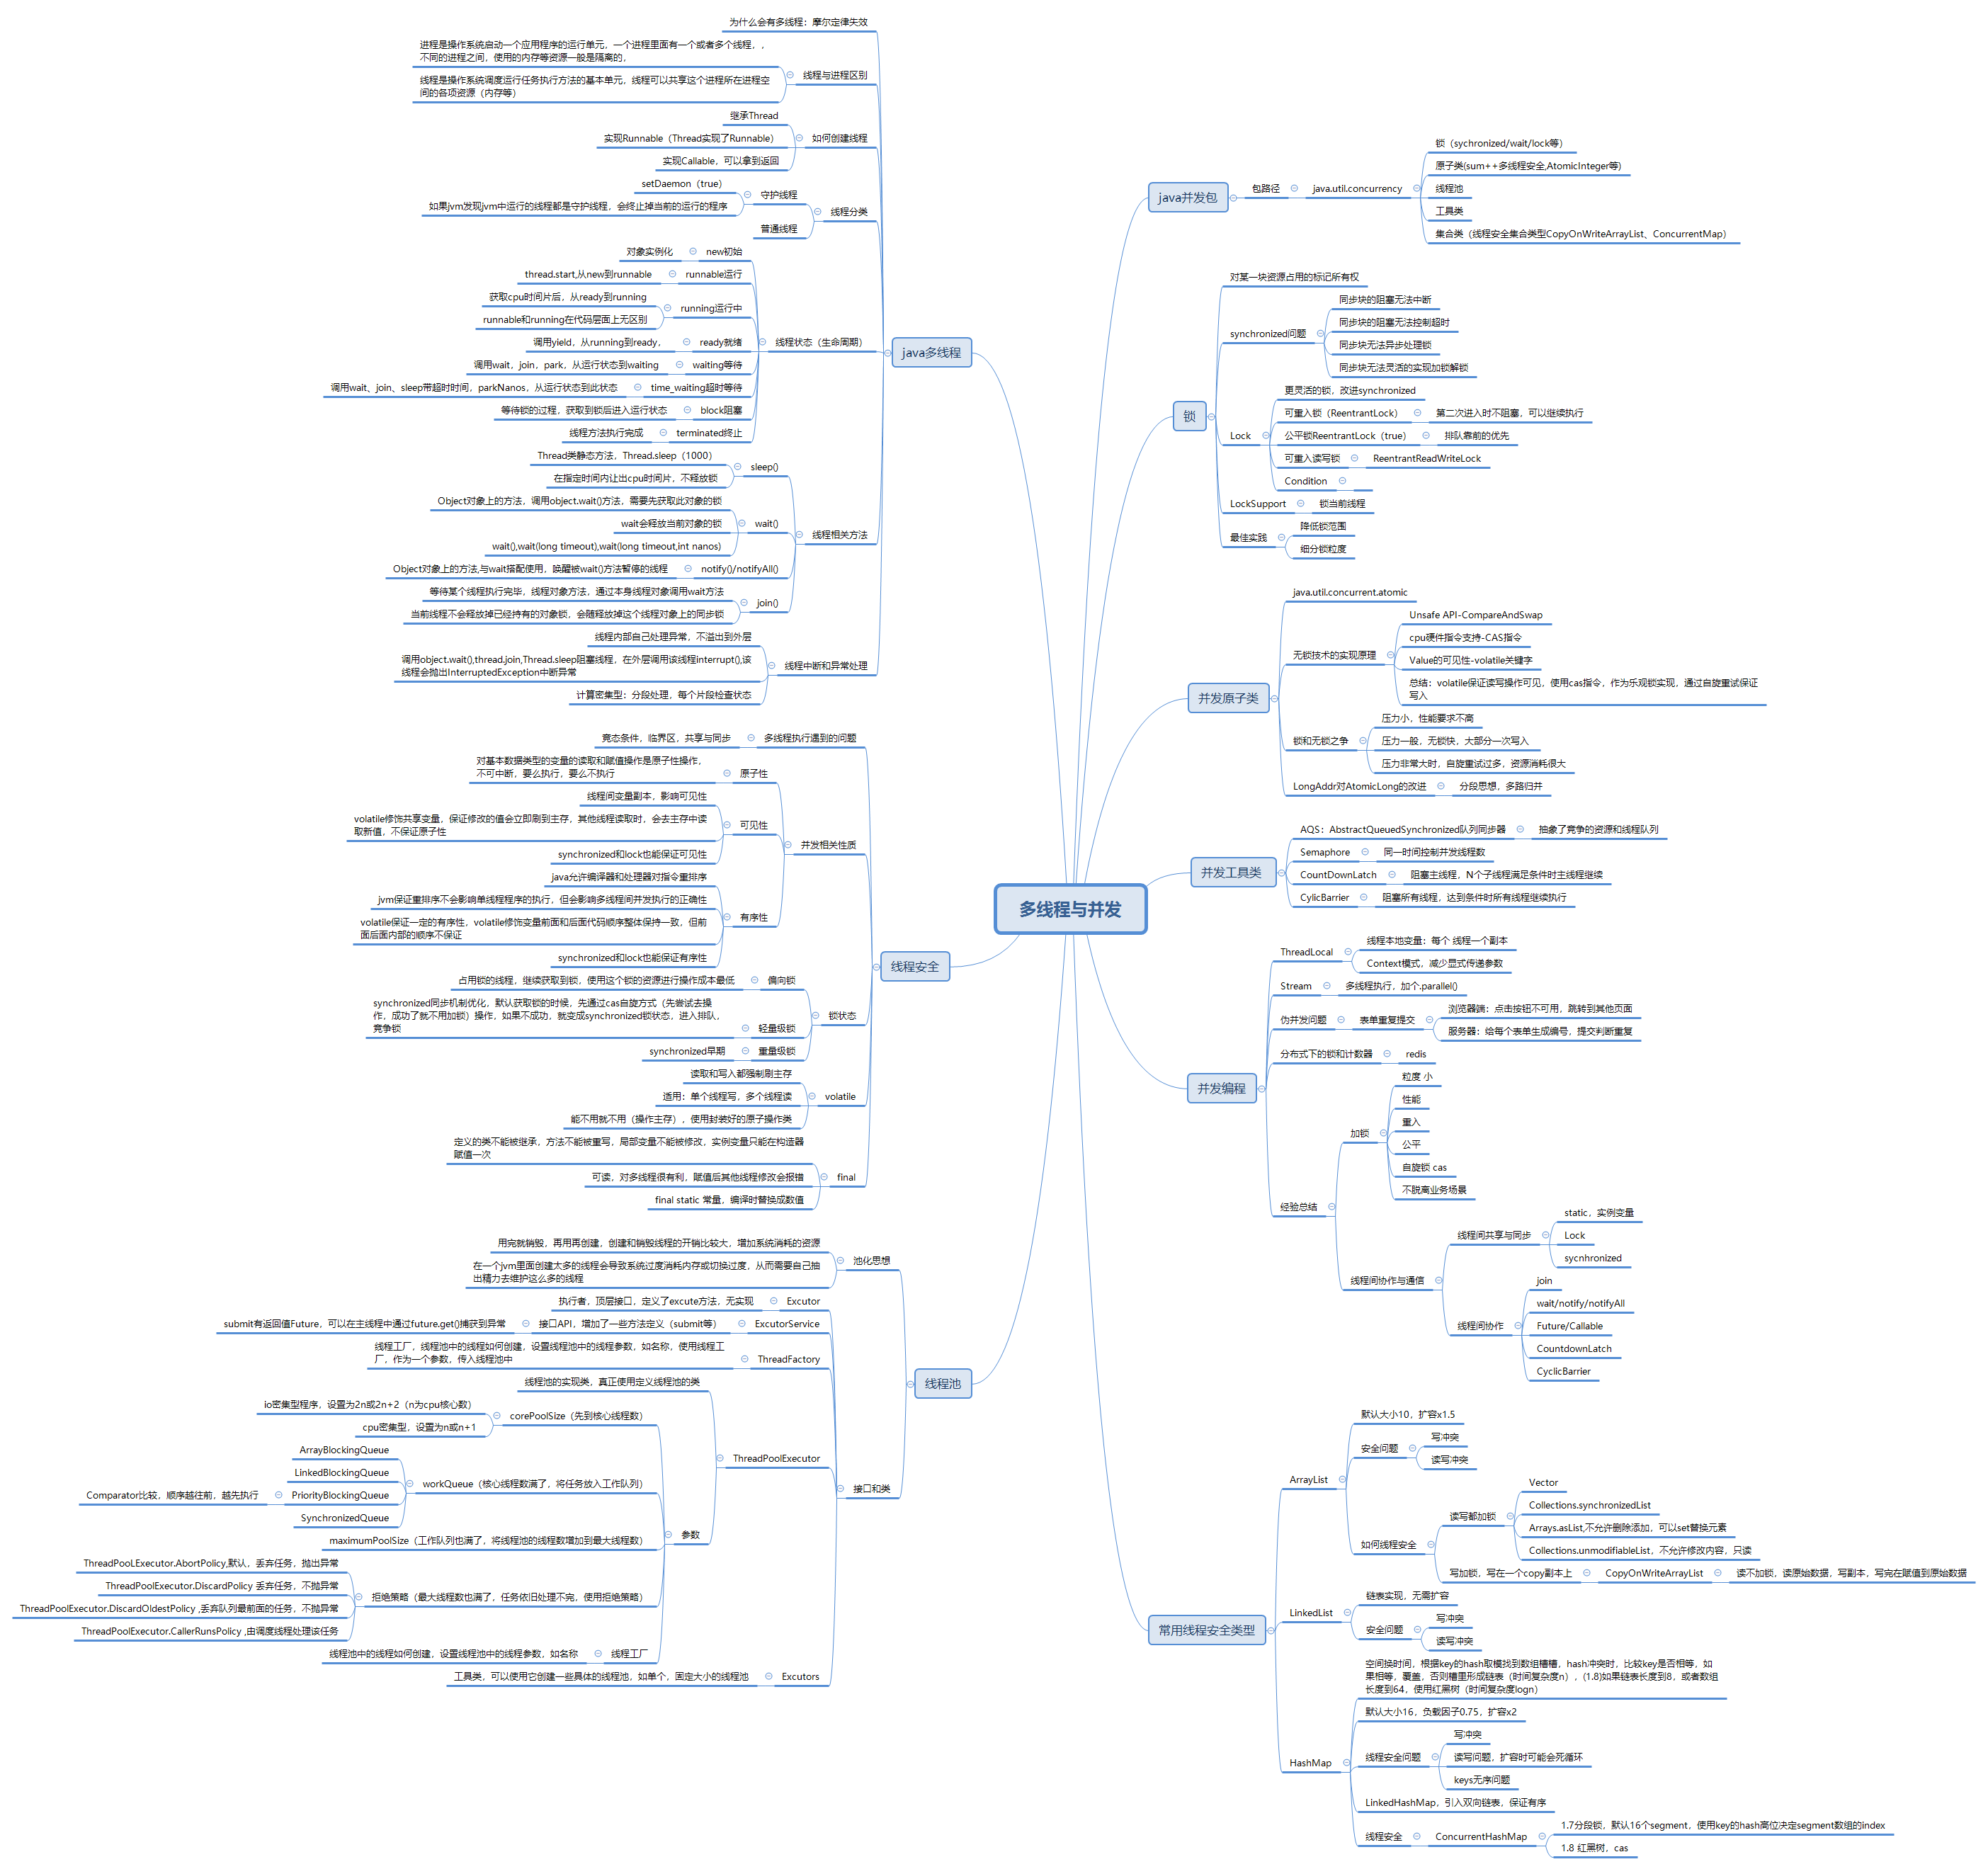 多线程与并发
java多线程
为什么会有多线程：摩尔定律失效
线程与进程区别
进程是操作系统启动一个应用程序的运行单元，一个进程里面有一个或者多个线程，，
不同的进程之间，使用的内存等资源一般是隔离的，
线程是操作系统调度运行任务执行方法的基本单元，线程可以共享这个进程所在进程空
间的各项资源（内存等）
如何创建线程
继承Thread
实现Runnable（Thread实现了Runnable）
实现Callable，可以拿到返回
线程分类
守护线程
setDaemon（true）
如果jvm发现jvm中运行的线程都是守护线程，会终止掉当前的运行的程序
普通线程
线程状态（生命周期）
new初始
对象实例化
runnable运行
thread.start,从new到runnable
running运行中
获取cpu时间片后，从ready到running
runnable和running在代码层面上无区别
ready就绪
调用yield，从running到ready，
waiting等待
调用wait，join，park，从运行状态到waiting
time_waiting超时等待
调用wait、join、sleep带超时时间，parkNanos，从运行状态到此状态
block阻塞
等待锁的过程，获取到锁后进入运行状态
terminated终止
线程方法执行完成
线程相关方法
sleep()
Thread类静态方法，Thread.sleep（1000）
在指定时间内让出cpu时间片，不释放锁
wait()
Object对象上的方法，调用object.wait()方法，需要先获取此对象的锁
wait会释放当前对象的锁
wait(),wait(long timeout),wait(long timeout,int nanos)
notify()/notifyAll()
Object对象上的方法,与wait搭配使用，唤醒被wait()方法暂停的线程
join()
等待某个线程执行完毕，线程对象方法，通过本身线程对象调用wait方法
当前线程不会释放掉已经持有的对象锁，会随释放掉这个线程对象上的同步锁
线程中断和异常处理
线程内部自己处理异常，不溢出到外层
调用object.wait(),thread.join,Thread.sleep阻塞线程，在外层调用该线程interrupt(),该
线程会抛出InterruptedException中断异常
计算密集型：分段处理，每个片段检查状态
线程安全
多线程执行遇到的问题
竞态条件，临界区，共享与同步
并发相关性质
原子性
对基本数据类型的变量的读取和赋值操作是原子性操作，
不可中断，要么执行，要么不执行
可见性
线程间变量副本，影响可见性
volatile修饰共享变量，保证修改的值会立即刷到主存，其他线程读取时，会去主存中读
取新值，不保证原子性
synchronized和lock也能保证可见性
有序性
java允许编译器和处理器对指令重排序
jvm保证重排序不会影响单线程程序的执行，但会影响多线程间并发执行的正确性
volatile保证一定的有序性，volatile修饰变量前面和后面代码顺序整体保持一致，但前
面后面内部的顺序不保证
synchronized和lock也能保证有序性
锁状态
偏向锁
占用锁的线程，继续获取到锁，使用这个锁的资源进行操作成本最低
轻量级锁
synchronized同步机制优化，默认获取锁的时候，先通过cas自旋方式（先尝试去操
作，成功了就不用加锁）操作，如果不成功，就变成synchronized锁状态，进入排队，
竞争锁
重量级锁
synchronized早期
volatile
读取和写入都强制刷主存
适用：单个线程写，多个线程读
能不用就不用（操作主存），使用封装好的原子操作类
final
定义的类不能被继承，方法不能被重写，局部变量不能被修改，实例变量只能在构造器
赋值一次
可读，对多线程很有利，赋值后其他线程修改会报错
final static 常量，编译时替换成数值
线程池
池化思想
用完就销毁，再用再创建，创建和销毁线程的开销比较大，增加系统消耗的资源
在一个jvm里面创建太多的线程会导致系统过度消耗内存或切换过度，从而需要自己抽
出精力去维护这么多的线程
接口和类
Excutor
执行者，顶层接口，定义了excute方法，无实现
ExcutorService
接口API，增加了一些方法定义（submit等）
submit有返回值Future，可以在主线程中通过future.get()捕获到异常
ThreadFactory
线程工厂，线程池中的线程如何创建，设置线程池中的线程参数，如名称，使用线程工
厂，作为一个参数，传入线程池中
ThreadPoolExecutor
线程池的实现类，真正使用定义线程池的类
参数
corePoolSize（先到核心线程数）
io密集型程序，设置为2n或2n+2（n为cpu核心数）
cpu密集型，设置为n或n+1
workQueue（核心线程数满了，将任务放入工作队列）
ArrayBlockingQueue
LinkedBlockingQueue
PriorityBlockingQueue
Comparator比较，顺序越往前，越先执行
SynchronizedQueue
maximumPoolSize（工作队列也满了，将线程池的线程数增加到最大线程数）
拒绝策略（最大线程数也满了，任务依旧处理不完，使用拒绝策略）
ThreadPooLExecutor.AbortPolicy,默认，丢弃任务，抛出异常
ThreadPoolExecutor.DiscardPolicy 丢弃任务，不抛异常
ThreadPoolExecutor.DiscardOldestPolicy ,丢弃队列最前面的任务，不抛异常
ThreadPoolExecutor.CallerRunsPolicy ,由调度线程处理该任务
线程工厂
线程池中的线程如何创建，设置线程池中的线程参数，如名称
Excutors
工具类，可以使用它创建一些具体的线程池，如单个，固定大小的线程池
java并发包
包路径
java.util.concurrency
锁（sychronized/wait/lock等）
原子类(sum++多线程安全,AtomicInteger等)
线程池
工具类
集合类（线程安全集合类型CopyOnWriteArrayList、ConcurrentMap）
锁
对某一块资源占用的标记所有权
synchronized问题
同步块的阻塞无法中断
同步块的阻塞无法控制超时
同步块无法异步处理锁
同步块无法灵活的实现加锁解锁
Lock
更灵活的锁，改进synchronized
可重入锁（ReentrantLock）
第二次进入时不阻塞，可以继续执行
公平锁ReentrantLock（true）
排队靠前的优先
可重入读写锁
ReentrantReadWriteLock
Condition
LockSupport
锁当前线程
最佳实践
降低锁范围
细分锁粒度
并发原子类
java.util.concurrent.atomic
无锁技术的实现原理
Unsafe API-CompareAndSwap
cpu硬件指令支持-CAS指令
Value的可见性-volatile关键字
总结：volatile保证读写操作可见，使用cas指令，作为乐观锁实现，通过自旋重试保证
写入
锁和无锁之争
压力小，性能要求不高
压力一般，无锁快，大部分一次写入
压力非常大时，自旋重试过多，资源消耗很大
LongAddr对AtomicLong的改进
分段思想，多路归并
并发工具类
AQS：AbstractQueuedSynchronized队列同步器
抽象了竞争的资源和线程队列
Semaphore
同一时间控制并发线程数
CountDownLatch
阻塞主线程，N个子线程满足条件时主线程继续
CylicBarrier
阻塞所有线程，达到条件时所有线程继续执行
并发编程
ThreadLocal
线程本地变量：每个 线程一个副本
Context模式，减少显式传递参数
Stream
多线程执行，加个.parallel()
伪并发问题
表单重复提交
浏览器端：点击按钮不可用，跳转到其他页面
服务器：给每个表单生成编号，提交判断重复
分布式下的锁和计数器
redis
经验总结
加锁
粒度 小
性能
重入
公平
自旋锁 cas
不脱离业务场景
线程间协作与通信
线程间共享与同步
static，实例变量
Lock
sycnhronized
线程间协作
join
wait/notify/notifyAll
Future/Callable
CountdownLatch
CyclicBarrier
常用线程安全类型
ArrayList
默认大小10，扩容x1.5
安全问题
写冲突
读写冲突
如何线程安全
读写都加锁
Vector
Collections.synchronizedList
Arrays.asList,不允许删除添加，可以set替换元素
Collections.unmodifiableList，不允许修改内容，只读
写加锁，写在一个copy副本上
CopyOnWriteArrayList
读不加锁，读原始数据，写副本，写完在赋值到原始数据
LinkedList
链表实现，无需扩容
安全问题
写冲突
读写冲突
HashMap
空间换时间，根据key的hash取模找到数组槽槽，hash冲突时，比较key是否相等，如
果相等，覆盖，否则糟里形成链表（时间复杂度n），(1.8)如果链表长度到8，或者数组
长度到64，使用红黑树（时间复杂度logn）
默认大小16，负载因子0.75，扩容x2
线程安全问题
写冲突
读写问题，扩容时可能会死循环
keys无序问题
LinkedHashMap，引入双向链表，保证有序
线程安全
ConcurrentHashMap
1.7分段锁，默认16个segment，使用key的hash高位决定segment数组的index
1.8 红黑树，cas